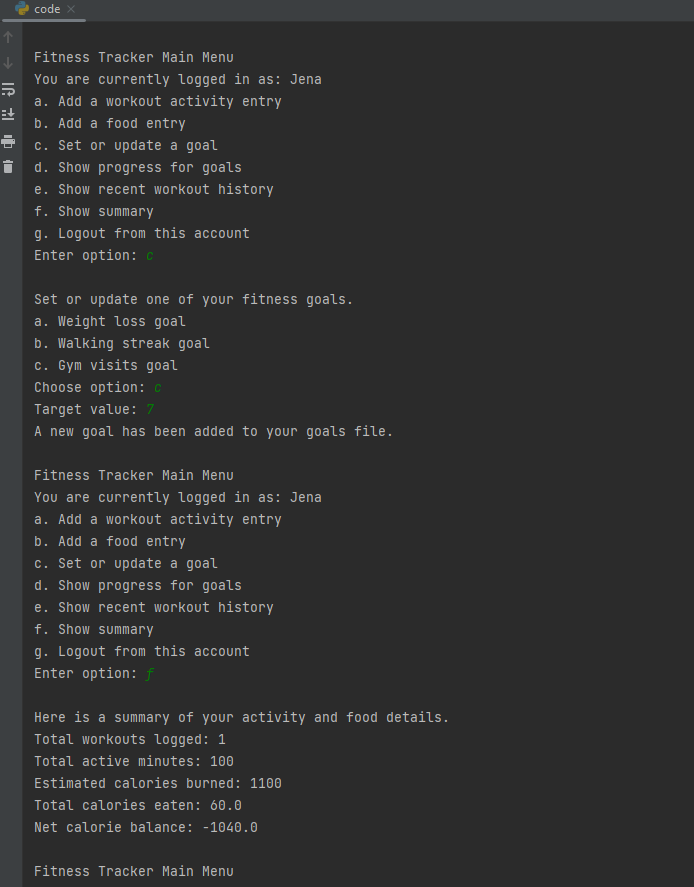 code
Fitness Tracker Main Menu
You are currently logged in as: Jena
a. Add a workout activity entry
b. Add a food entry
c. Set or update a goal
d. Show progress for goals
e. Show recent workout history
f. Show summary
g. Logout from this account
Enter option: c
Set or update one of your fitness goals.
a. Weight loss goal
b. Walking streak goal
c. Gym visits goal
Choose option: c
Target value: 7
A new goal has been added to your goals file.
Fitness Tracker Main Menu
You are currently logged in as: Jena
a. Add a workout activity entry
b. Add a food entry
c. Set or update a goal
d. Show progress for goals
e. Show recent workout history
f. Show summary
g. Logout from this account
Enter option: f
Here is a summary of your activity and food details.
Total workouts logged: 1
Total active minutes: 100
Estimated calories burned: 1100
Total calories eaten: 60.0
Net calorie balance: -1040.0
Fitness Tracker Main Menu